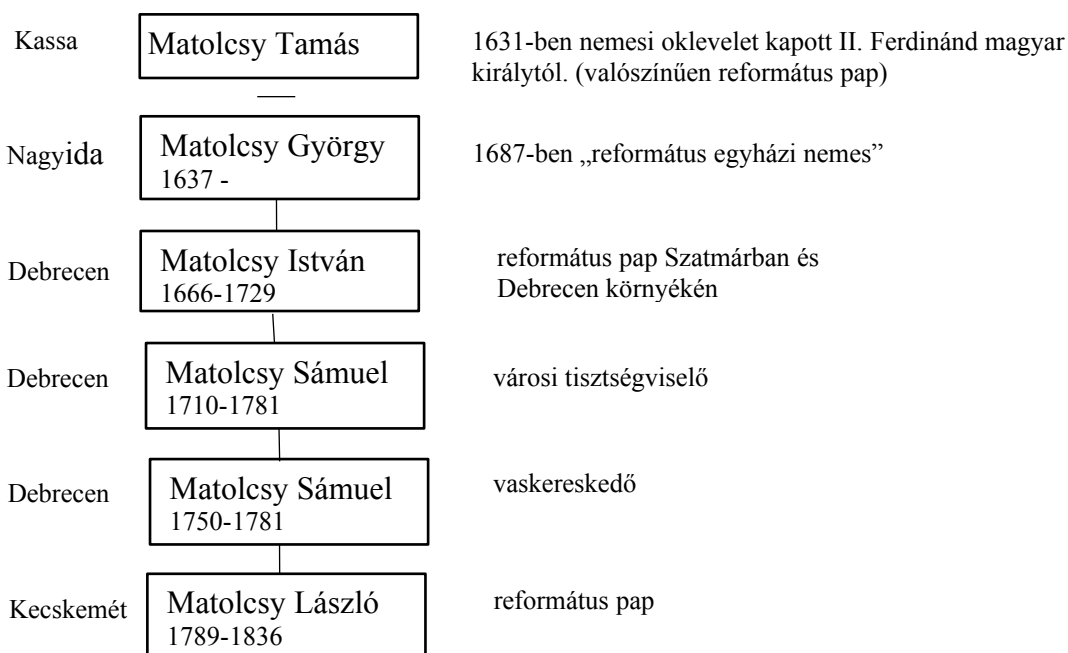 Kassa
Matolcsy Tamás
1631-ben nemesi oklevelet kapott II. Ferdinánd magyar
királytól. (valószínűen református pap)
Nagyida
Matolcsy György
1637 -
1687-ben „református egyházi nemes”
Debrecen
Matolcsy István
1666-1729
református pap Szatmárban és
Debrecen környékén
Debrecen
Matolcsy Sámuel
1710-1781
városi tisztségviselő
Debrecen
Matolcsy Sámuel
1750-1781
vaskereskedő
Kecskemét
Matolcsy László
1789-1836
református pap